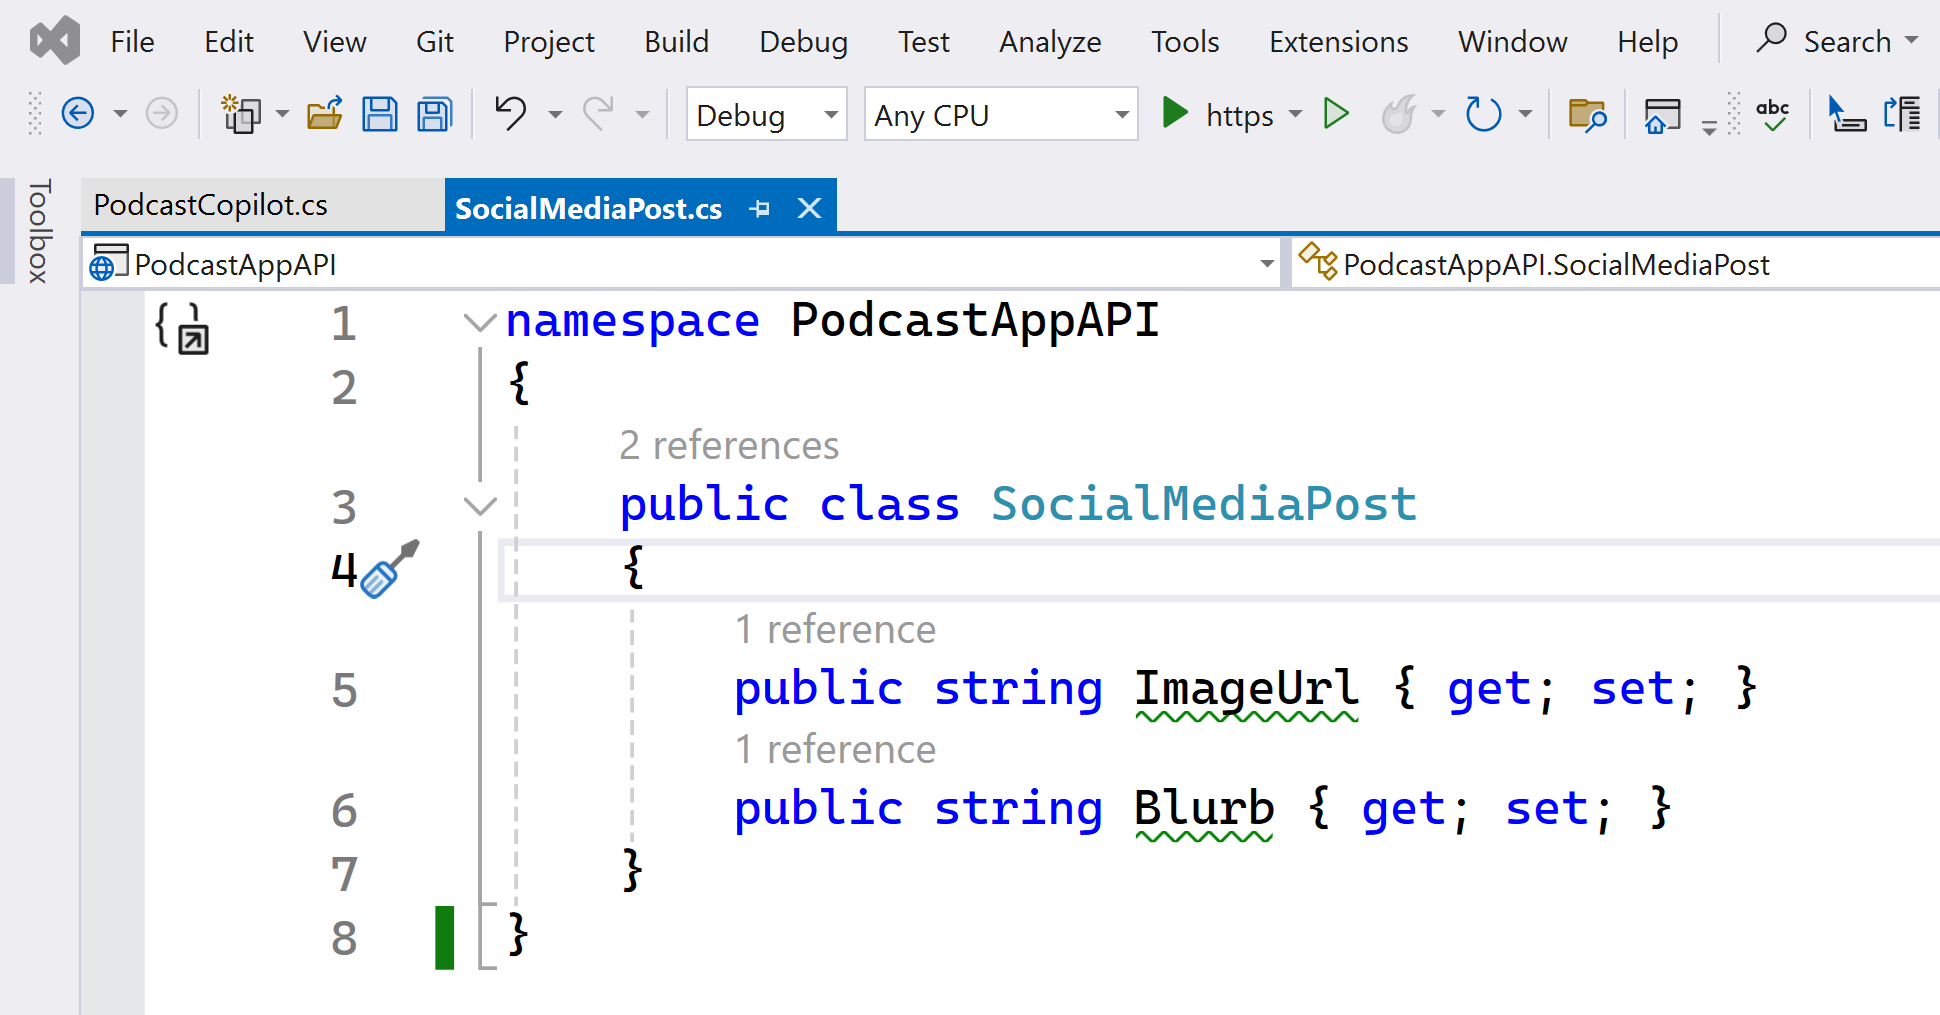 File Edit View Git Project Build Debug Test Analyze Tools Extensions Window Help Search
Debug Any CPU https abc
Toolbox
PodcastCopilot.cs SocialMediaPost.cs
PodcastAppAPI PodcastAppAPI.SocialMediaPost
1 namespace PodcastAppAPI
2 {
2 references
3 public class SocialMediaPost
4 {
1 reference
5 public string ImageUrl { get; set; }
1 reference
6 public string Blurb { get; set; }
7 }
8 }